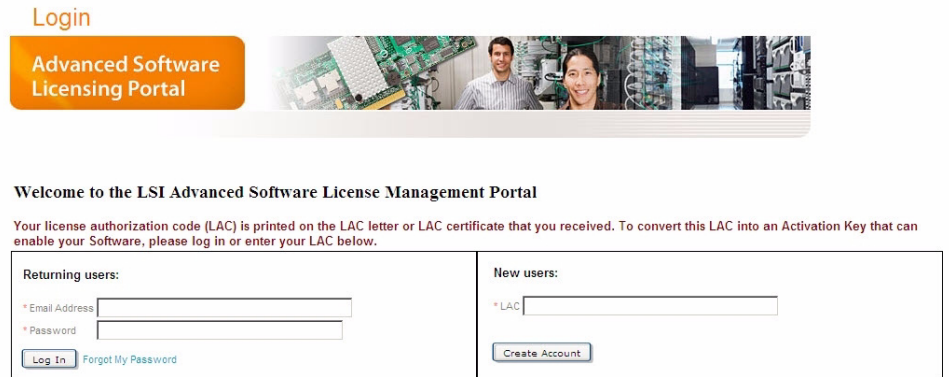 Login
Advanced Software
Licensing Portal
Welcome to the LSI Advanced Software License Management Portal
Your license authorization code (LAC) is printed on the LAC letter or LAC certificate that you received. To convert this LAC into an Activation Key that can
enable your Software, please log in or enter your LAC below.
Returning users:
* Email Address
* Password
Log In Forgot My Password
New users:
* LAC
Create Account